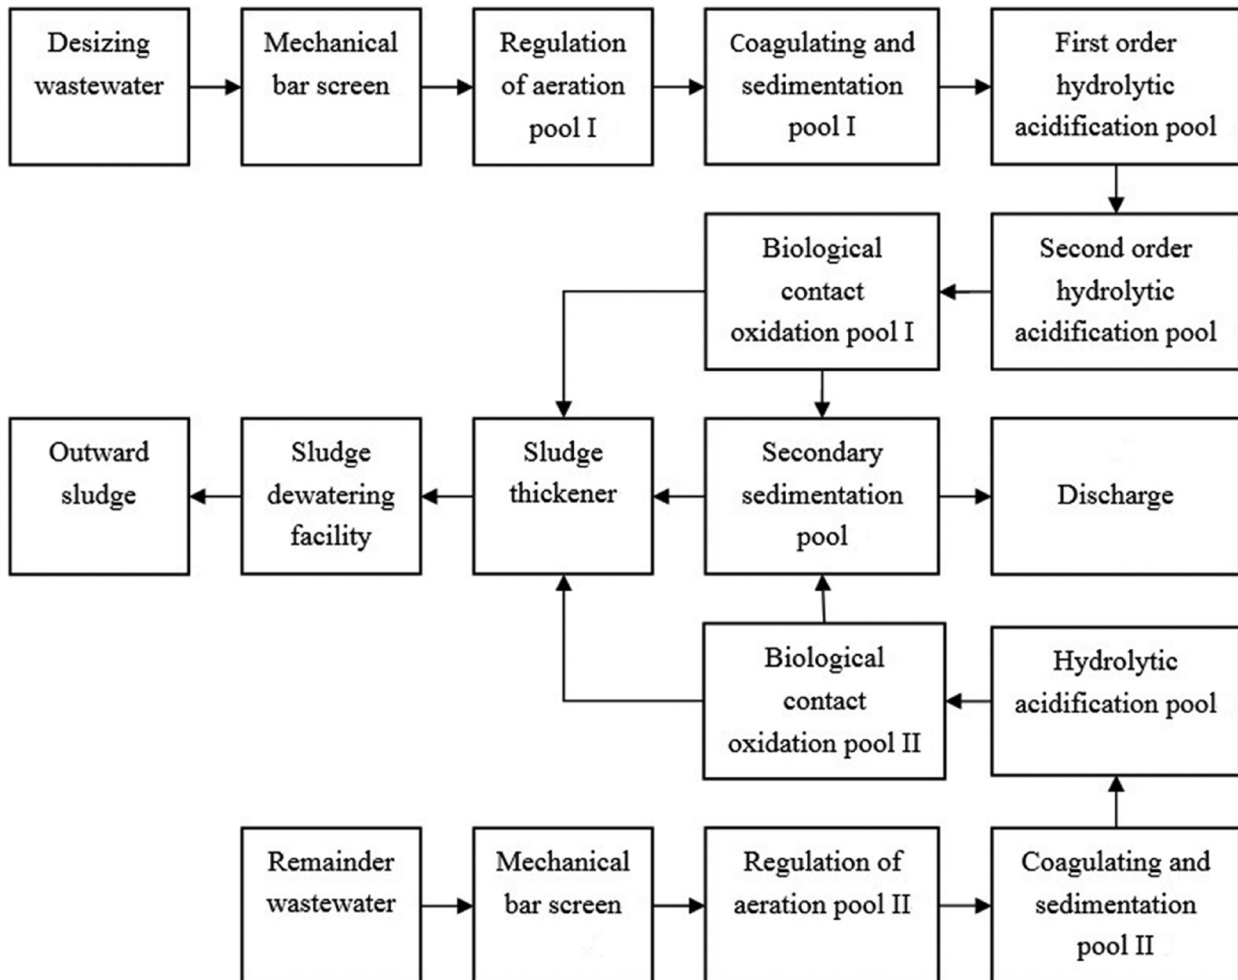 Desizing
wastewater
Mechanical
bar screen
Regulation
of aeration
pool I
Coagulating and
sedimentation
pool I
First order
hydrolytic
acidification pool
Biological
contact
oxidation pool I
Second order
hydrolytic
acidification pool
Outward
sludge
Sludge
dewatering
facility
Sludge
thickener
Secondary
sedimentation
pool
Discharge
Biological
contact
oxidation pool II
Hydrolytic
acidification pool
Remainder
wastewater
Mechanical
bar screen
Regulation of
aeration pool II
Coagulating and
sedimentation
pool II